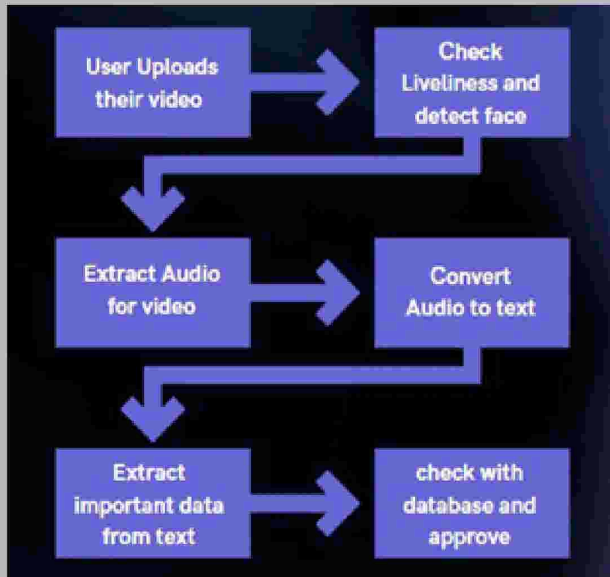 User Uploads
their video
Check
Liveliness and
detect face
Extract Audio
for video
Convert
Audio to text
Extract
important data
from text
check with
database and
approve